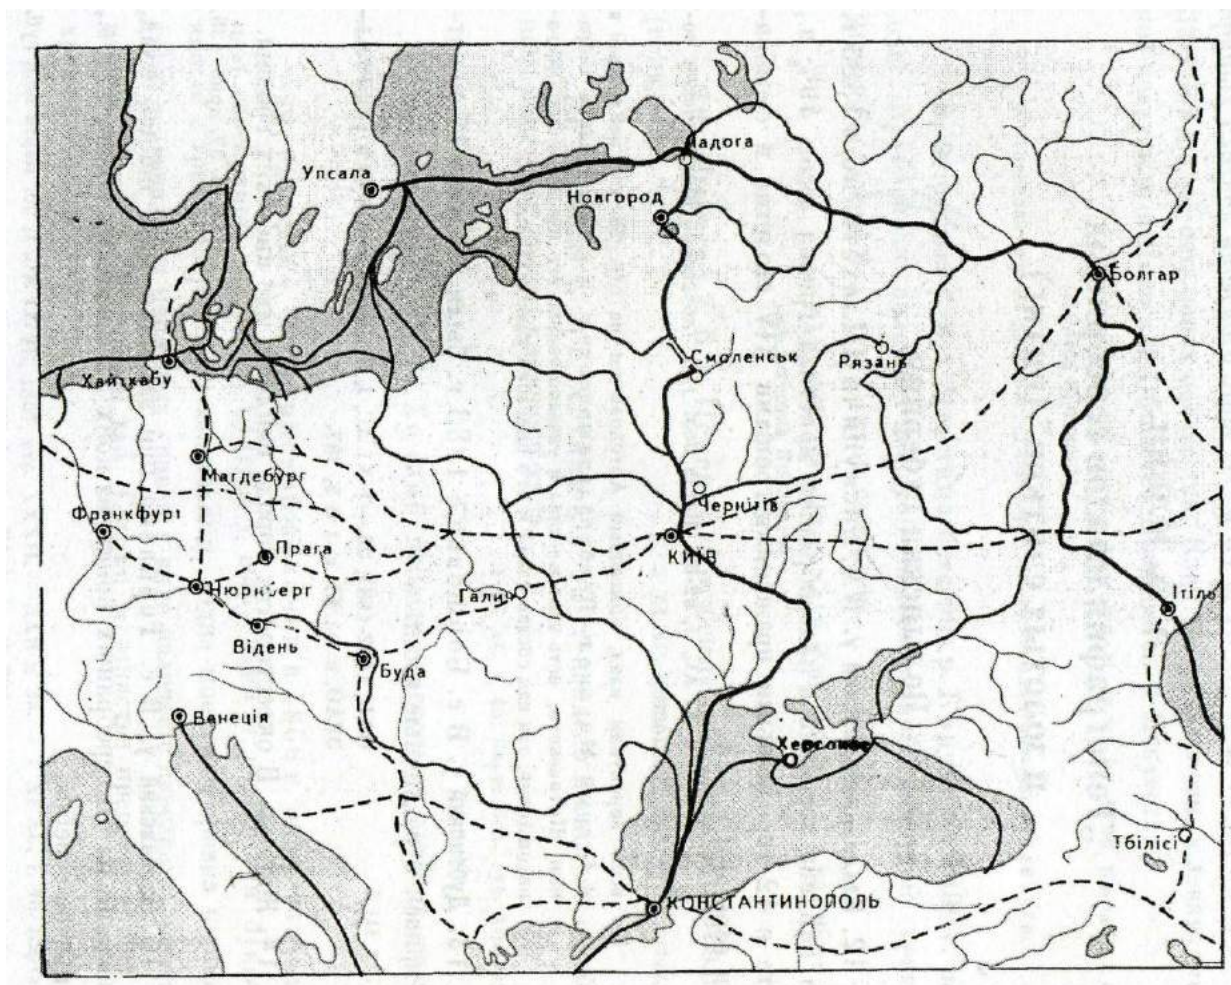 Ладога
Упсала
Новгород
Болгар
Смоленськ
Рязань
Хайтхабу
Магдебург
Чернігів
Франкфурт
Прага
КИЇВ
Нюрнберг
Галич
Ітіль
Відень
Буда
Ванеція
Херсонес
Тбілісі
КОНСТАНТИНОПОЛЬ